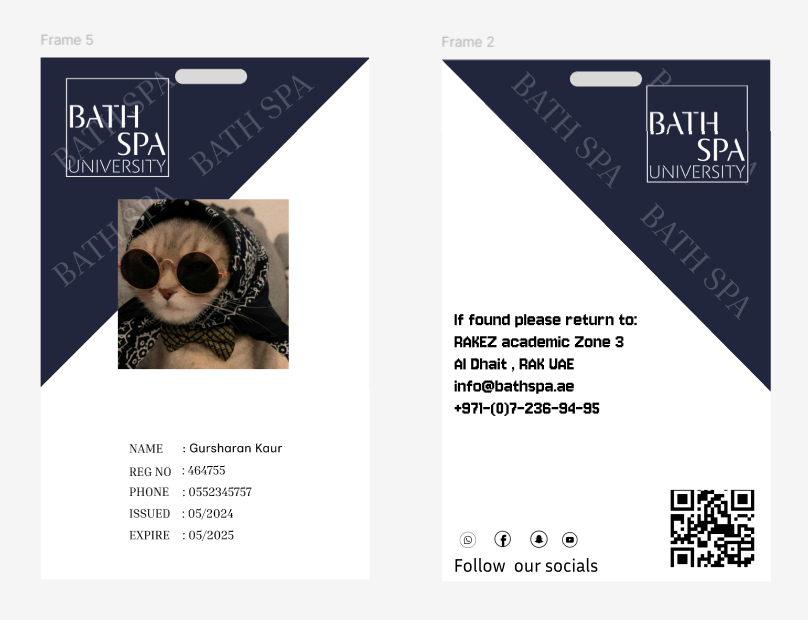 Frame 5
BATH SPA
BATH SPA
BATH
SPA
UNIVERSITY
BATH SPA
NAME : Gursharan Kaur
REG NO : 464755
PHONE : 0552345757
ISSUED : 05/2024
EXPIRE : 05/2025
Frame 2
BATH SPA
BATH
SPA
UNIVERSITY
BATH SPA
If found please return to:
RAKEZ academic Zone 3
Al Dhait , RAK UAE
info@bathspa.ae
+971-(0)7-236-94-95
Follow our socials